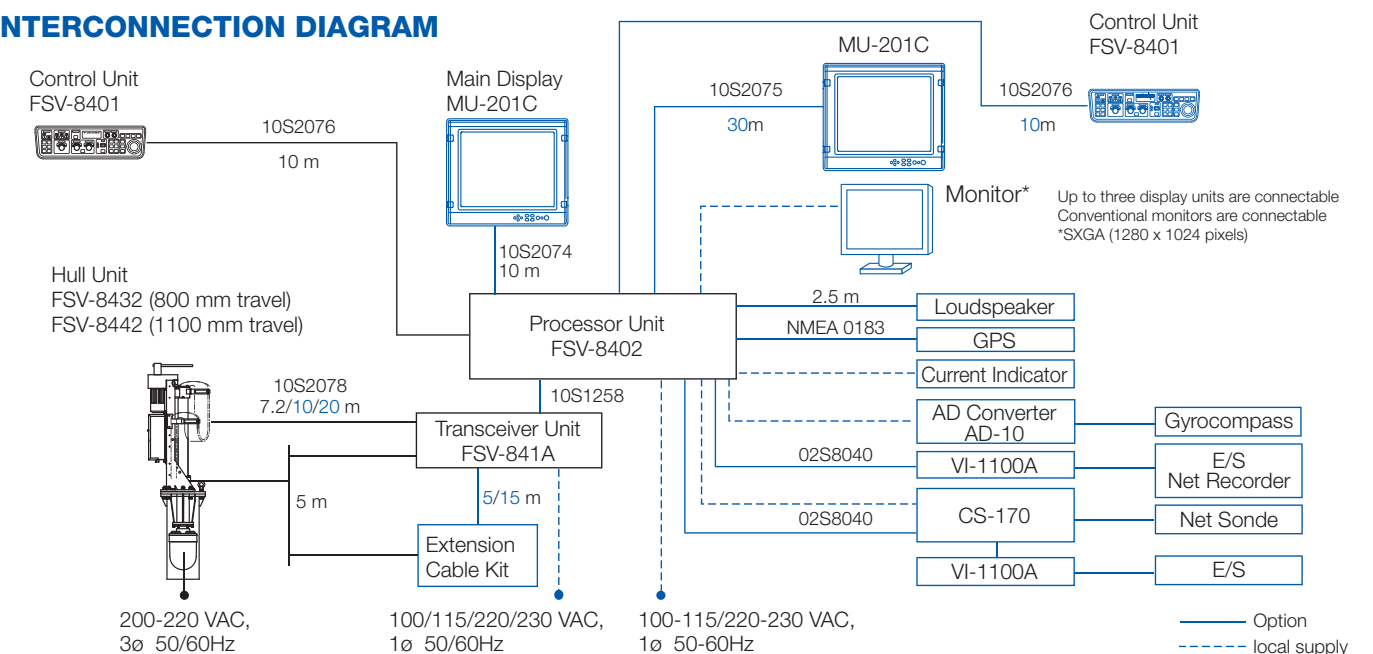 NTERCONNECTION DIAGRAM
Control Unit
FSV-8401
10S2076
10 m
Main Display
MU-201C
10S2074
10 m
MU-201C
10S2075
30m
Control Unit
FSV-8401
10S2076
10m
Monitor*
Up to three display units are connectable
Conventional monitors are connectable
*SXGA (1280 x 1024 pixels)
Hull Unit
FSV-8432 (800 mm travel)
FSV-8442 (1100 mm travel)
Processor Unit
FSV-8402
2.5 m
Loudspeaker
NMEA 0183
GPS
Current Indicator
AD Converter
AD-10
Gyrocompass
02S8040
VI-1100A
E/S
Net Recorder
02S8040
CS-170
Net Sonde
VI-1100A
E/S
10S2078
7.2/10/20 m
10S1258
Transceiver Unit
FSV-841A
5 m
5/15 m
Extension
Cable Kit
200-220 VAC,
3ø 50/60Hz
100/115/220/230 VAC,
1ø 50/60Hz
100-115/220-230 VAC,
1ø 50-60Hz
Option
local supply